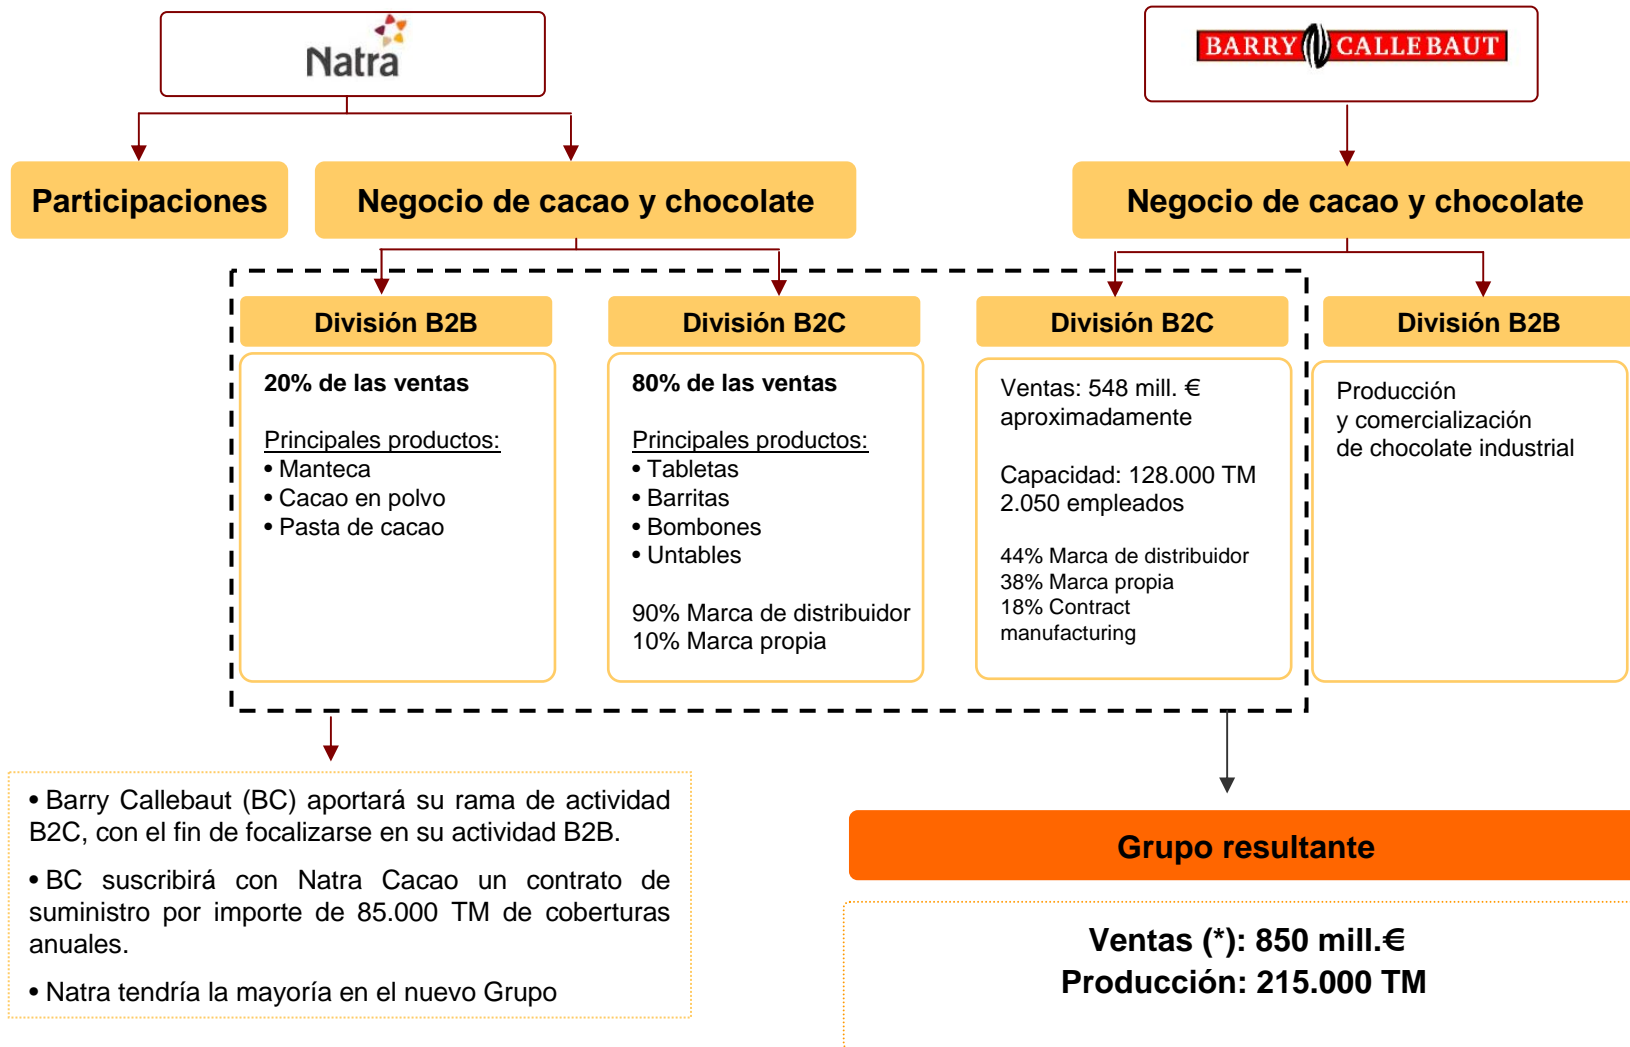 Natra
BARRY CALLEBAUT
Participaciones
Negocio de cacao y chocolate
Negocio de cacao y chocolate
División B2B
20% de las ventas
Principales productos:
• Manteca
• Cacao en polvo
• Pasta de cacao
División B2C
80% de las ventas
Principales productos:
• Tabletas
• Barritas
• Bombones
• Untables
90% Marca de distribuidor
10% Marca propia
División B2C
Ventas: 548 mill. €
aproximadamente
Capacidad: 128.000 TM
2.050 empleados
44% Marca de distribuidor
38% Marca propia
18% Contract
manufacturing
División B2B
Producción
y comercialización
de chocolate industrial
• Barry Callebaut (BC) aportará su rama de actividad
B2C, con el fin de focalizarse en su actividad B2B.
• BC suscribirá con Natra Cacao un contrato de
suministro por importe de 85.000 TM de coberturas
anuales.
• Natra tendría la mayoría en el nuevo Grupo
Grupo resultante
Ventas (*): 850 mill.€
Producción: 215.000 TM